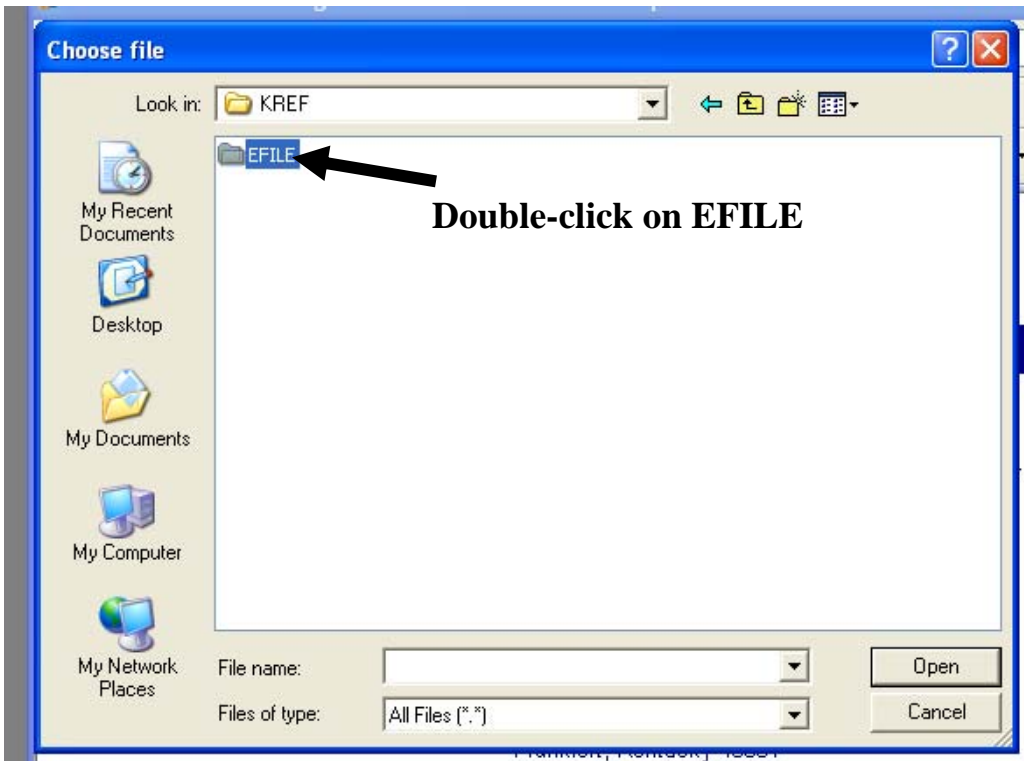 Choose file
Look in: KREF
EFILE
Double-click on EFILE
My Recent
Documents
Desktop
My Documents
My Computer
My Network
Places
File name:
Open
Files of type: All Files (*.*)
Cancel